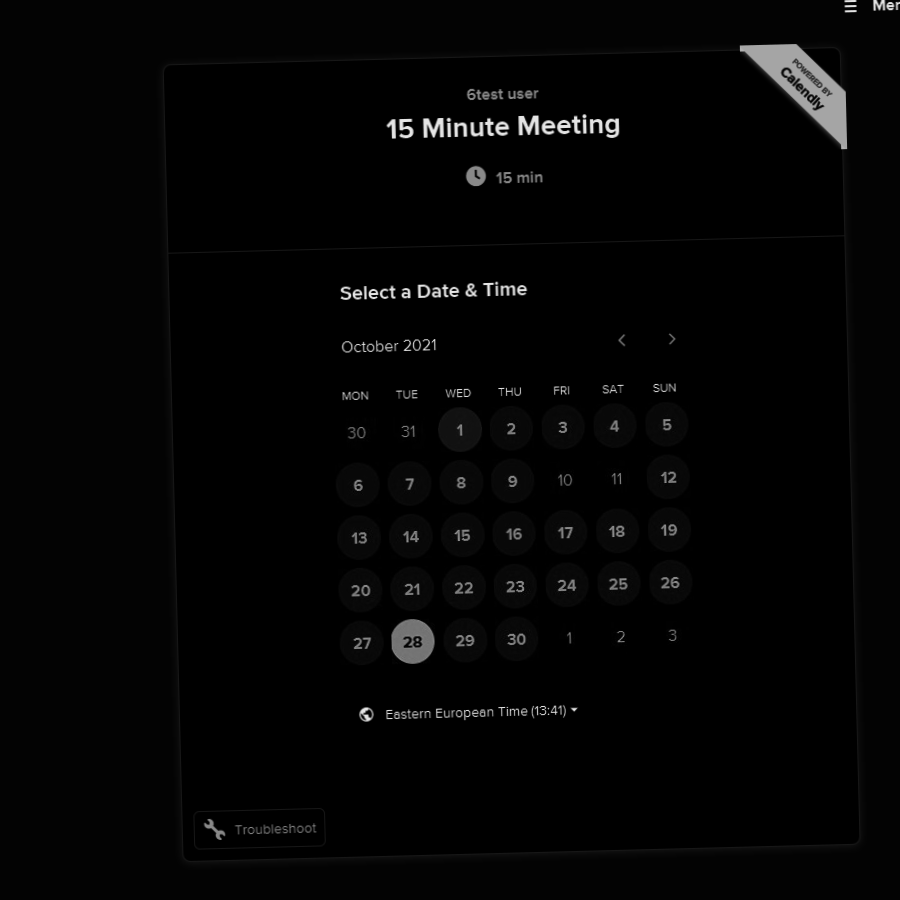 ☰ Men
POWERED BY
Calendly
6test user
15 Minute Meeting
15 min
Select a Date & Time
October 2021
MON TUE WED THU FRI SAT SUN
30 31 1 2 3 4 5
6 7 8 9 10 11 12
13 14 15 16 17 18 19
20 21 22 23 24 25 26
27 28 29 30 1 2 3
Eastern European Time (13:41)
Troubleshoot